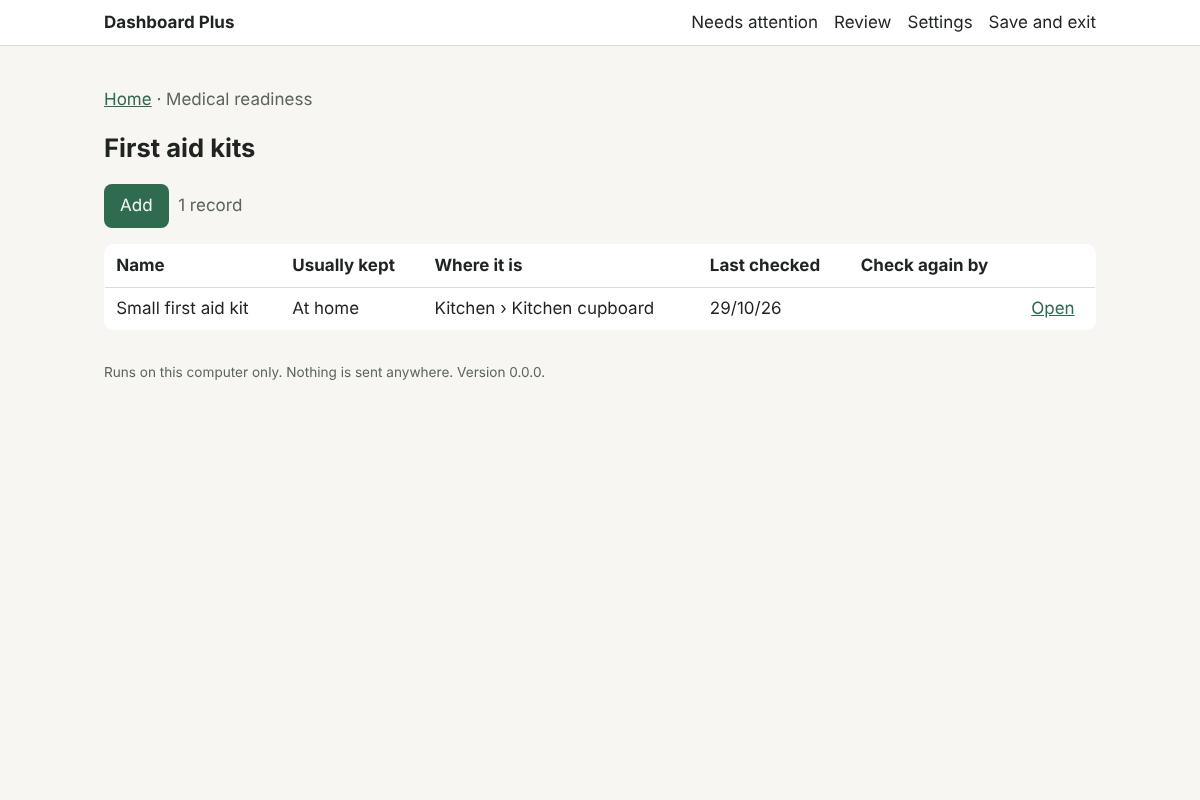 Dashboard Plus Needs attention Review Settings Save and exit
Home · Medical readiness
First aid kits
Add 1 record
Name Usually kept Where it is Last checked Check again by
Small first aid kit At home Kitchen › Kitchen cupboard 29/10/26 Open
Runs on this computer only. Nothing is sent anywhere. Version 0.0.0.